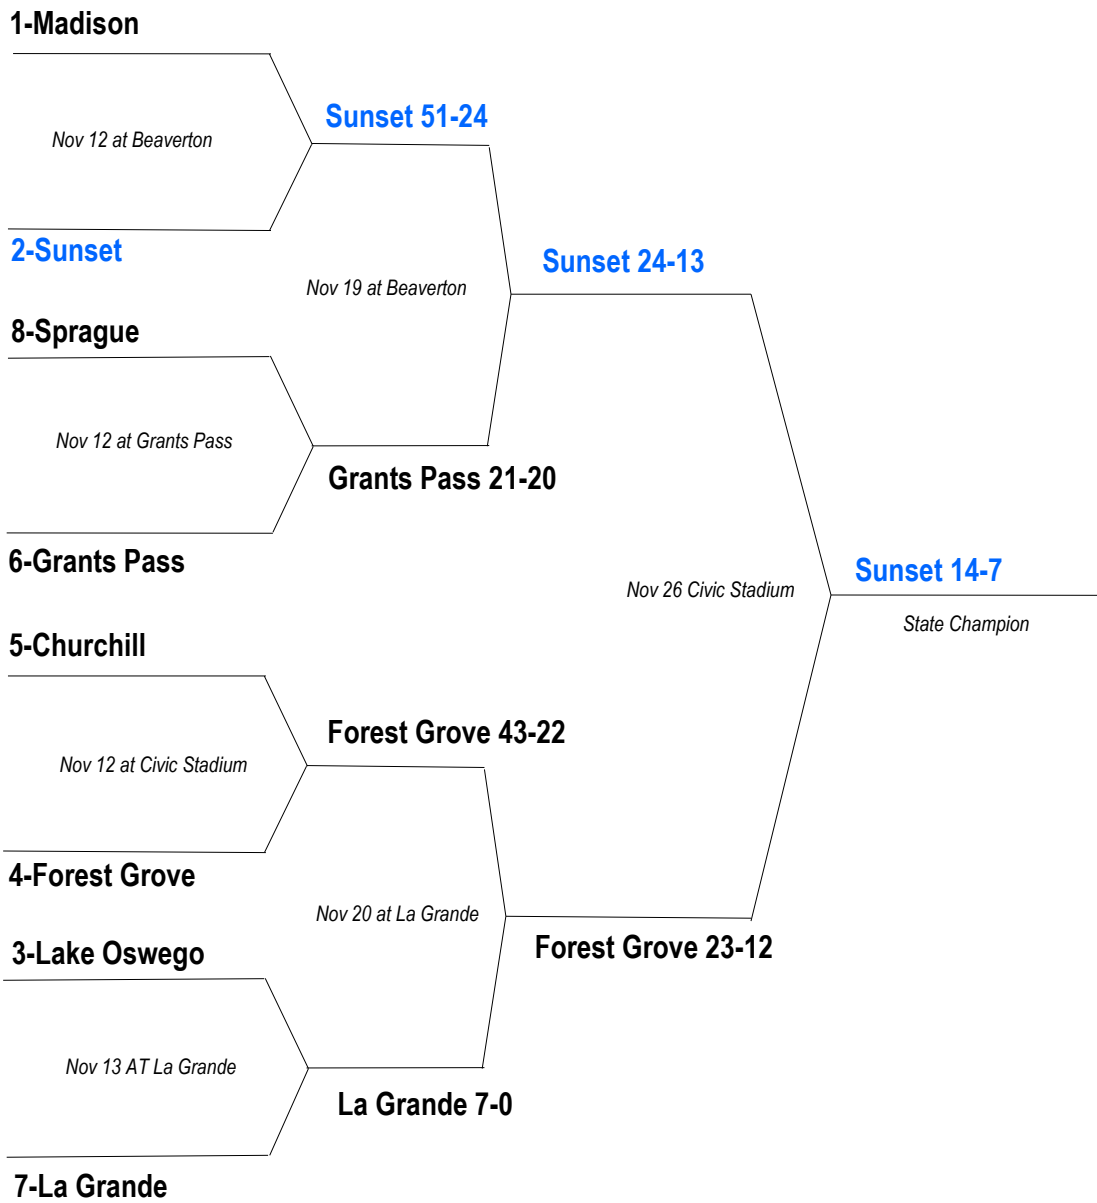 1-Madison
Sunset 51-24
Nov 12 at Beaverton
2-Sunset
Sunset 24-13
Nov 19 at Beaverton
8-Sprague
Nov 12 at Grants Pass
Grants Pass 21-20
6-Grants Pass
Sunset 14-7
Nov 26 Civic Stadium
State Champion
5-Churchill
Forest Grove 43-22
Nov 12 at Civic Stadium
4-Forest Grove
Nov 20 at La Grande
Forest Grove 23-12
3-Lake Oswego
Nov 13 AT La Grande
La Grande 7-0
7-La Grande